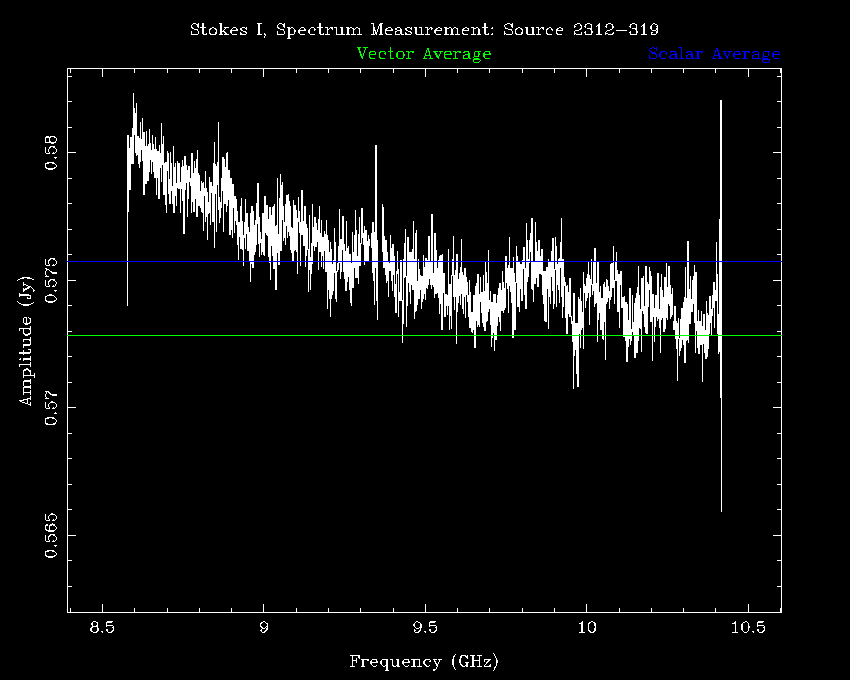 Stokes I, Spectrum Measurement: Source 2312-319
Vector Average Scalar Average
0.58
0.575
0.57
0.565
Amplitude (Jy)
8.5 9 9.5 10 10.5
Frequency (GHz)